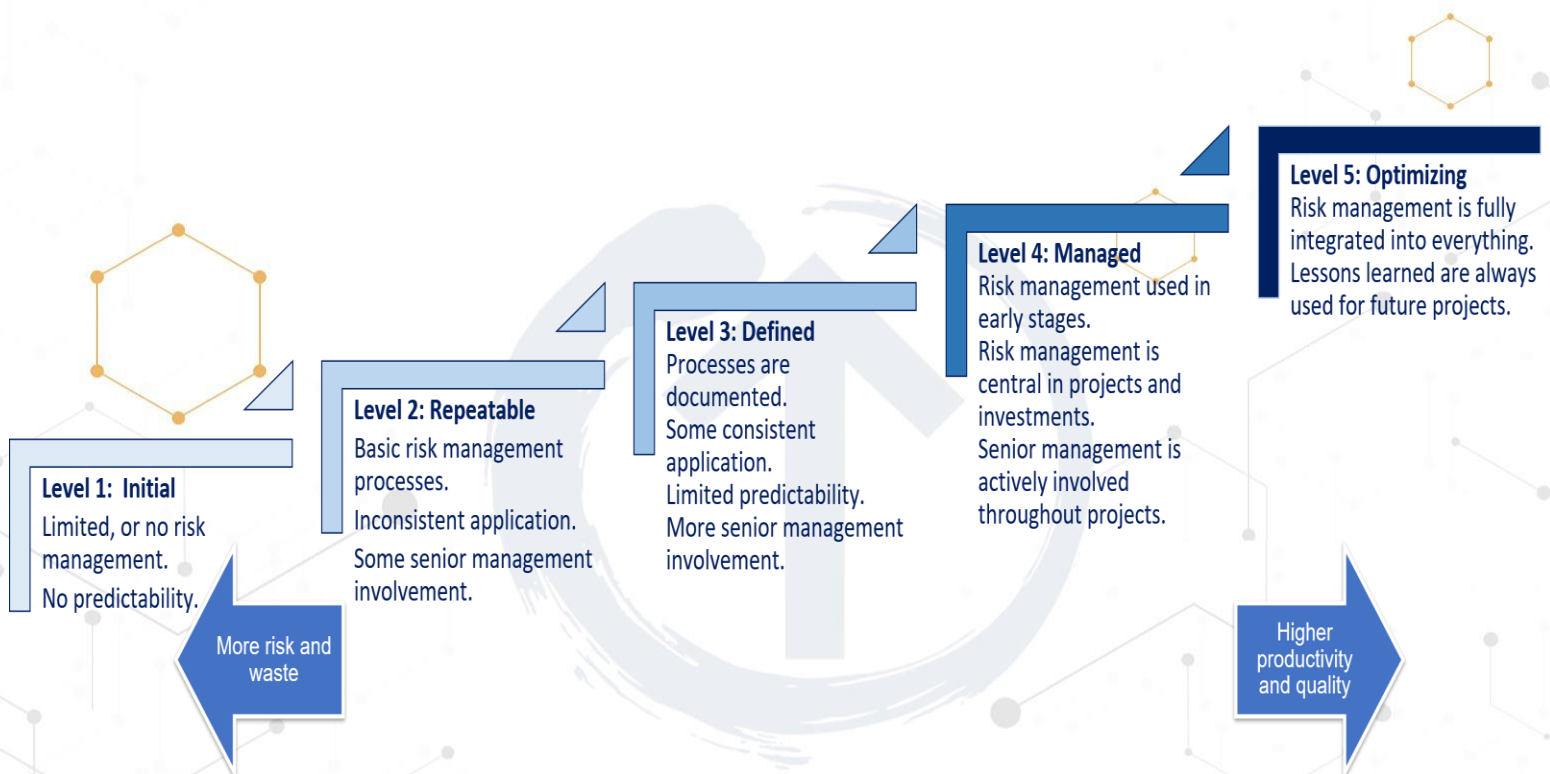 Level 1:  Initial
Limited, or no risk
management.
No predictability.
More risk and
waste
Level 2: Repeatable
Basic risk management
processes.
Inconsistent application.
Some senior management
involvement.
Level 3: Defined
Processes are
documented.
Some consistent
application.
Limited predictability.
More senior management
involvement.
Level 4: Managed
Risk management used in
early stages.
Risk management is
central in projects and
investments.
Senior management is
actively involved
throughout projects.
Level 5: Optimizing
Risk management is fully
integrated into everything.
Lessons learned are always
used for future projects.
Higher
productivity
and quality